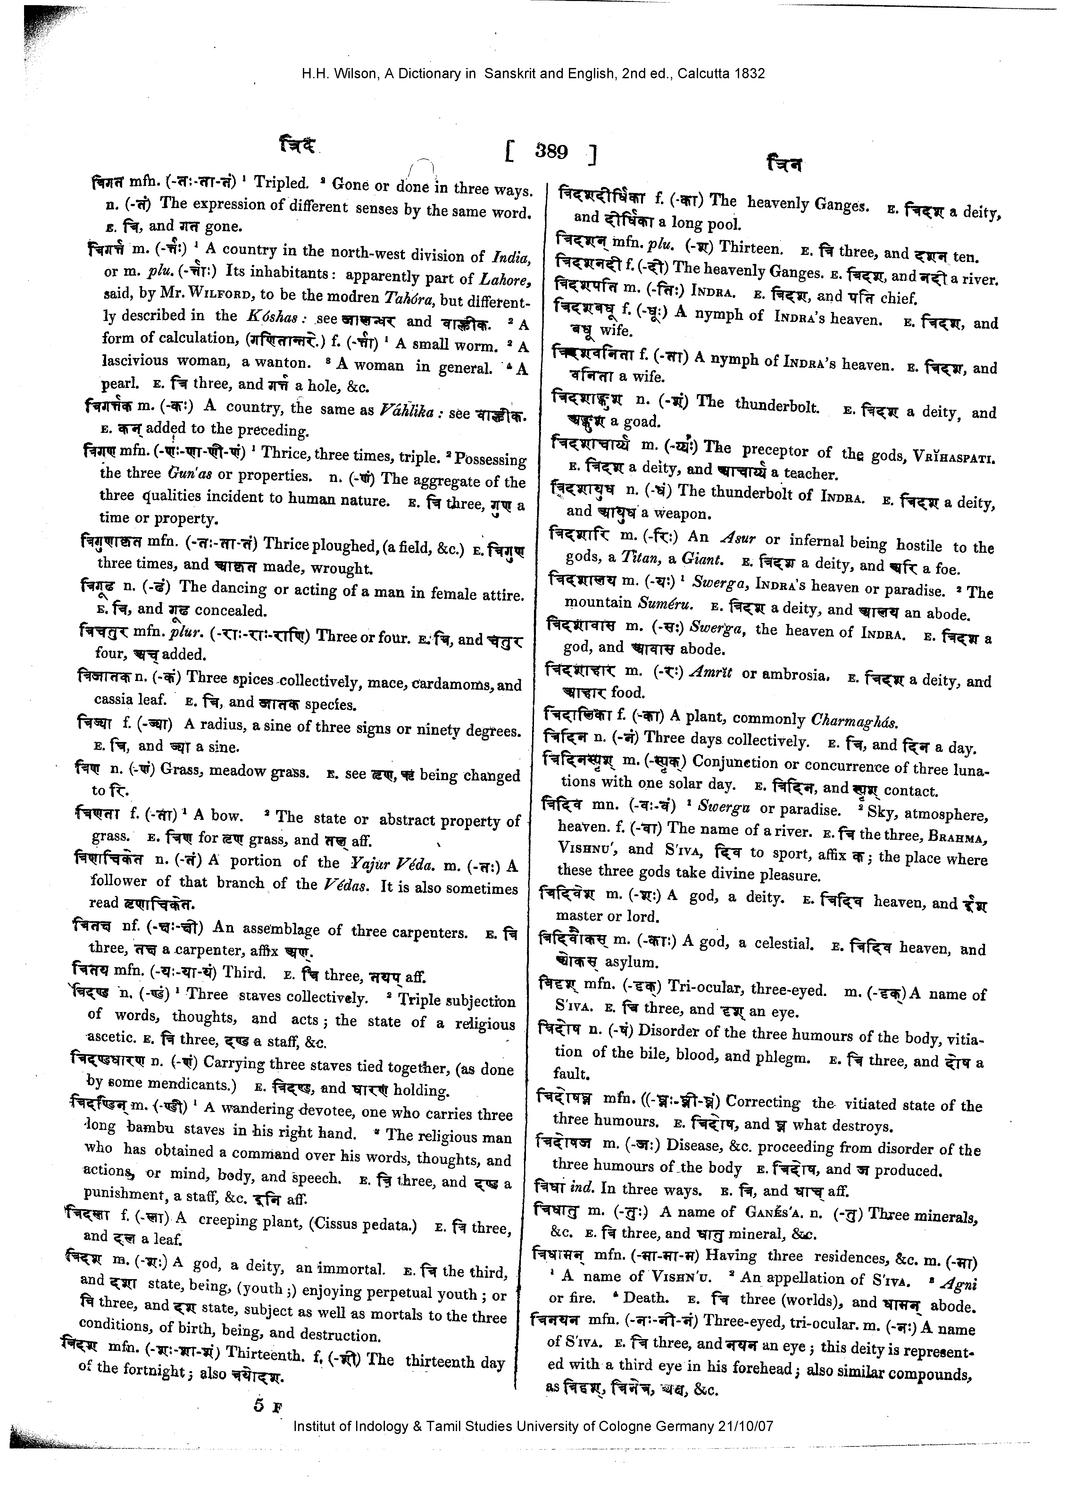 H.H. Wilson, A Dictionary in Sanskrit and English, 2nd ed., Calcutta 1832
त्रिद
[ 389 ]
त्रिन
त्रिगत mfn. (-तः-ता-तं) ¹ Tripled. ² Gone or done in three ways.
n. (-तं) The expression of different senses by the same word.
E. त्रि, and गत gone.
त्रिगर्त्त m. (-र्त्तः) ¹ A country in the north-west division of India,
or m. plu. (-र्त्ताः) Its inhabitants: apparently part of Lahore,
said, by Mr. WILFORD, to be the modren Tahóra, but different-
ly described in the Kóshas: see जालन्धर and वाह्लीक. ² A
form of calculation, (गणितान्तरे.) f. (-र्त्ता) ¹ A small worm. ² A
lascivious woman, a wanton. ³ A woman in general. ⁴ A
pearl. E. त्रि three, and गर्त्त a hole, &c.
त्रिगर्त्तक m. (-कः) A country, the same as Váhlika: see वाह्लीक.
E. कन् added to the preceding.
त्रिगण mfn. (-णः-णा-णी-णं) ¹ Thrice, three times, triple. ² Possessing
the three Gun'as or properties. n. (-णं) The aggregate of the
three qualities incident to human nature. E. त्रि three, गुण a
time or property.
त्रिगुणाकृत mfn. (-तः-ता-तं) Thrice ploughed, (a field, &c.) E. त्रिगुण
three times, and आकृत made, wrought.
त्रिगूढ n. (-ढं) The dancing or acting of a man in female attire.
E. त्रि, and गूढ concealed.
त्रिचतुर mfn. plur. (-राः-राः-राणि) Three or four. E. त्रि, and चतुर्
four, अच् added.
त्रिजातक n. (-कं) Three spices collectively, mace, cardamoms, and
cassia leaf. E. त्रि, and जातक species.
त्रिज्या f. (-ज्या) A radius, a sine of three signs or ninety degrees.
E. त्रि, and ज्या a sine.
त्रिण n. (-णं) Grass, meadow grass. E. see तृण, ऋ being changed
to रि.
त्रिणता f. (-ता) ¹ A bow. ² The state or abstract property of
grass. E. त्रिण for तृण grass, and तल् aff.
त्रिणाचिकेत n. (-तं) A portion of the Yajur Véda. m. (-तः) A
follower of that branch of the Védas. It is also sometimes
read तृणाचिकेत.
त्रितच nf. (-चः-ची) An assemblage of three carpenters. E. त्रि
three, तच a carpenter, affix अण्.
त्रितय mfn. (-यः-या-यं) Third. E. त्रि three, तयप् aff.
त्रिदण्ड n. (-ण्डं) ¹ Three staves collectively. ² Triple subjection
of words, thoughts, and acts; the state of a religious
ascetic. E. त्रि three, दण्ड a staff, &c.
त्रिदण्डधारण n. (-णं) Carrying three staves tied together, (as done
by some mendicants.) E. त्रिदण्ड, and धारण holding.
त्रिदण्डिन् m. (-ण्डी) ¹ A wandering devotee, one who carries three
long bambu staves in his right hand. ² The religious man
who has obtained a command over his words, thoughts, and
actions, or mind, body, and speech. E. त्रि three, and दण्ड a
punishment, a staff, &c. इनि aff.
त्रिदला f. (-ला) A creeping plant, (Cissus pedata.) E. त्रि three,
and दल a leaf.
त्रिदश m. (-शः) A god, a deity, an immortal. E. त्रि the third,
and दशा state, being, (youth;) enjoying perpetual youth; or
त्रि three, and दश state, subject as well as mortals to the three
conditions, of birth, being, and destruction.
त्रिदश mfn. (-शः-शा-शं) Thirteenth. f. (-शी) The thirteenth day
of the fortnight; also त्रयोदश.
5 F
त्रिदशदीर्घिका f. (-का) The heavenly Ganges. E. त्रिदश a deity,
and दीर्घिका a long pool.
त्रिदशन् mfn. plu. (-श) Thirteen. E. त्रि three, and दशन् ten.
त्रिदशनदी f. (-दी) The heavenly Ganges. E. त्रिदश, and नदी a river.
त्रिदशपति m. (-तिः) INDRA. E. त्रिदश, and पति chief.
त्रिदशबधू f. (-धूः) A nymph of INDRA's heaven. E. त्रिदश, and
बधू wife.
त्रिदशवनिता f. (-ता) A nymph of INDRA's heaven. E. त्रिदश, and
वनिता a wife.
त्रिदशाङ्कुश n. (-शं) The thunderbolt. E. त्रिदश a deity, and
अङ्कुश a goad.
त्रिदशाचार्य्य m. (-र्य्यः) The preceptor of the gods, VRĬHASPATI.
E. त्रिदश a deity, and आचार्य्य a teacher.
त्रिदशायुध n. (-धं) The thunderbolt of INDRA. E. त्रिदश a deity,
and आयुध a weapon.
त्रिदशारि m. (-रिः) An Asur or infernal being hostile to the
gods, a Titan, a Giant. E. त्रिदश a deity, and अरि a foe.
त्रिदशालय m. (-यः) ¹ Swerga, INDRA's heaven or paradise. ² The
mountain Suméru. E. त्रिदश a deity, and आलय an abode.
त्रिदशावास m. (-सः) Swerga, the heaven of INDRA. E. त्रिदश a
god, and आवास abode.
त्रिदशाहार m. (-रः) Amrĭt or ambrosia. E. त्रिदश a deity, and
आहार food.
त्रिदालिका f. (-का) A plant, commonly Charmaghás.
त्रिदिन n. (-नं) Three days collectively. E. त्रि, and दिन a day.
त्रिदिनस्पृश् m. (-स्पृक्) Conjunction or concurrence of three luna-
tions with one solar day. E. त्रिदिन, and स्पृश् contact.
त्रिदिव mn. (-वः-वं) ¹ Swerga or paradise. ² Sky, atmosphere,
heaven. f. (-वा) The name of a river. E. त्रि the three, BRAHMA,
VISHNU', and S'IVA, दिव to sport, affix क; the place where
these three gods take divine pleasure.
त्रिदिवेश m. (-शः) A god, a deity. E. त्रिदिव heaven, and ईश
master or lord.
त्रिदिवौकस् m. (-काः) A god, a celestial. E. त्रिदिव heaven, and
ओकस् asylum.
त्रिदृश् mfn. (-दृक्) Tri-ocular, three-eyed. m. (-दृक्) A name of
S'IVA. E. त्रि three, and दृश् an eye.
त्रिदोष n. (-षं) Disorder of the three humours of the body, vitia-
tion of the bile, blood, and phlegm. E. त्रि three, and दोष a
fault.
त्रिदोषघ्न mfn. ((-घ्नः-घ्नी-घ्नं) Correcting the vitiated state of the
three humours. E. त्रिदोष, and घ्न what destroys.
त्रिदोषज m. (-जः) Disease, &c. proceeding from disorder of the
three humours of the body E. त्रिदोष, and ज produced.
त्रिधा ind. In three ways. E. त्रि, and धाच् aff.
त्रिधातु m. (-तुः) A name of GANÉS'A. n. (-तु) Three minerals,
&c. E. त्रि three, and धातु mineral, &c.
त्रिधामन् mfn. (-मा-मा-म) Having three residences, &c. m. (-मा)
¹ A name of VISHN'U. ² An appellation of S'IVA. ³ Agni
or fire. ⁴ Death. E. त्रि three (worlds), and धामन् abode.
त्रिनयन mfn. (-नः-नी-नं) Three-eyed, tri-ocular. m. (-नः) A name
of S'IVA. E. त्रि three, and नयन an eye; this deity is represent-
ed with a third eye in his forehead; also similar compounds,
as त्रिदृश्, त्रिनेत्र, त्र्यक्ष, &c.
Institut of Indology & Tamil Studies University of Cologne Germany 21/10/07